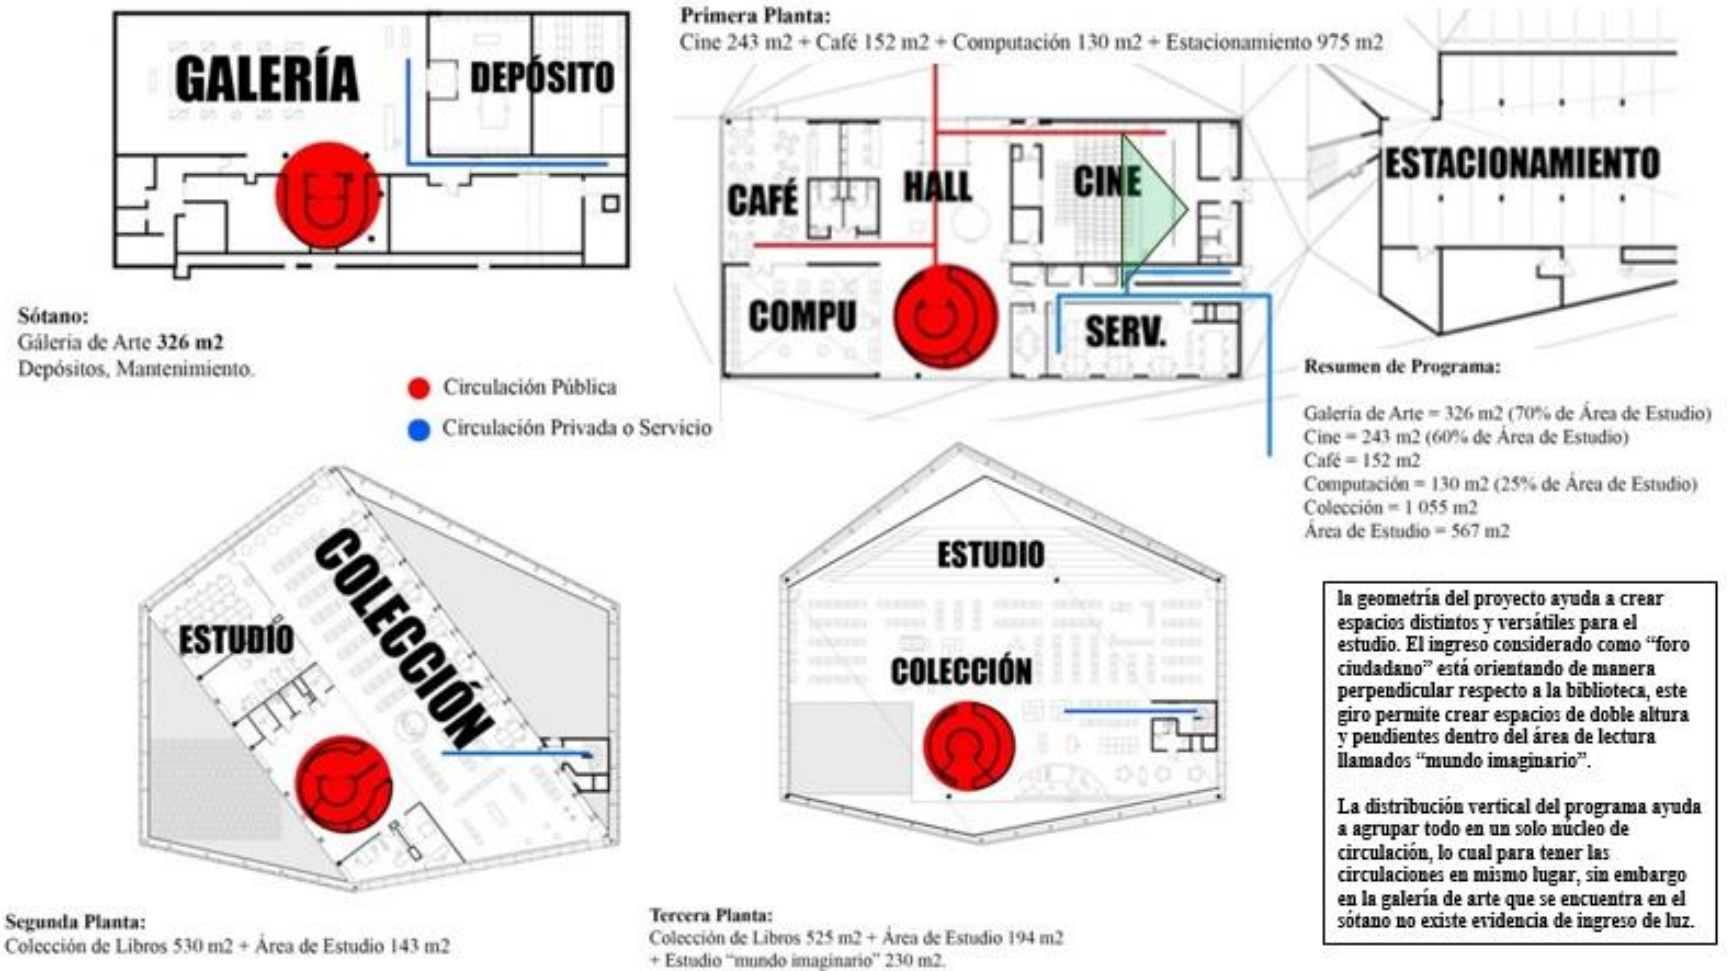 GALERÍA
DEPÓSITO
Sótano:
Gáleria de Arte 326 m2
Depósitos, Mantenimiento.
Circulación Pública
Circulación Privada o Servicio
Primera Planta:
Cine 243 m2 + Café 152 m2 + Computación 130 m2 + Estacionamiento 975 m2
CAFÉ
HALL
CINE
COMPU
SERV.
ESTACIONAMIENTO
Resumen de Programa:
Galería de Arte = 326 m2 (70% de Área de Estudio)
Cine = 243 m2 (60% de Área de Estudio)
Café = 152 m2
Computación = 130 m2 (25% de Área de Estudio)
Colección = 1 055 m2
Área de Estudio = 567 m2
COLECCIÓN
ESTUDIO
Segunda Planta:
Colección de Libros 530 m2 + Área de Estudio 143 m2
ESTUDIO
COLECCIÓN
Tercera Planta:
Colección de Libros 525 m2 + Área de Estudio 194 m2
+ Estudio “mundo imaginario” 230 m2.
la geometría del proyecto ayuda a crear
espacios distintos y versátiles para el
estudio. El ingreso considerado como “foro
ciudadano” está orientando de manera
perpendicular respecto a la biblioteca, este
giro permite crear espacios de doble altura
y pendientes dentro del área de lectura
llamados “mundo imaginario”.
La distribución vertical del programa ayuda
a agrupar todo en un solo núcleo de
circulación, lo cual para tener las
circulaciones en mismo lugar, sin embargo
en la galería de arte que se encuentra en el
sótano no existe evidencia de ingreso de luz.